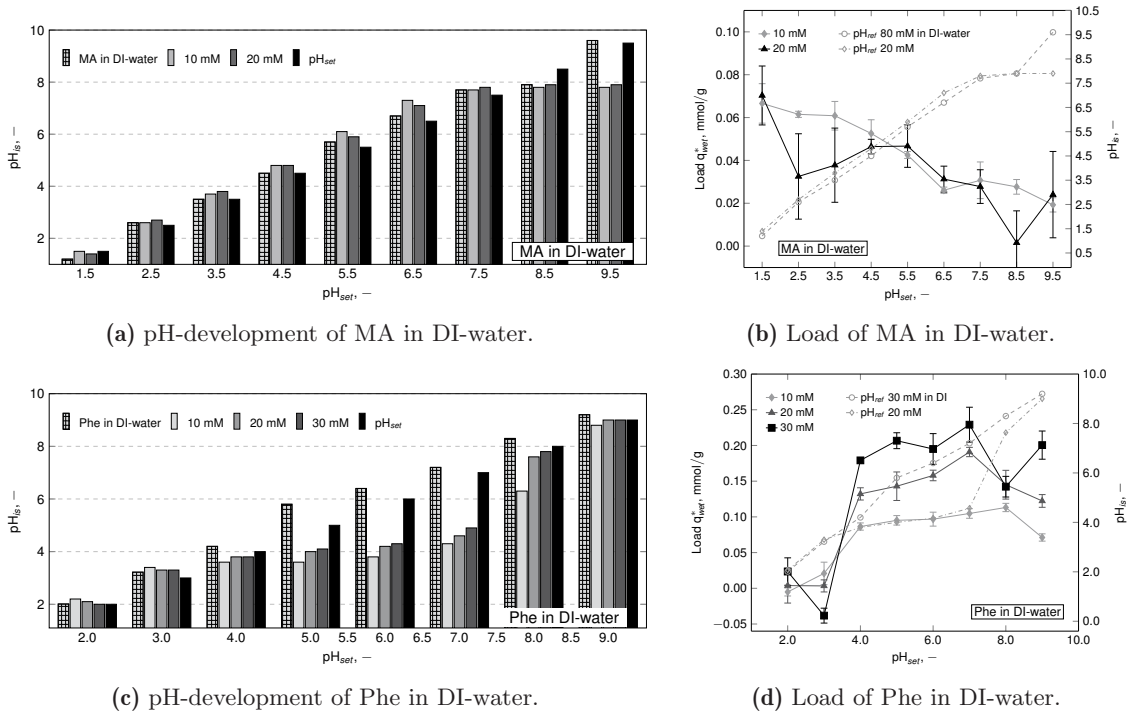 10
8
6
4
2
pH_is, −
MA in DI-water 10 mM 20 mM pH_set
MA in DI-water
1.5 2.5 3.5 4.5 5.5 6.5 7.5 8.5 9.5
pH_set, −
(a) pH-development of MA in DI-water.
0.10
0.08
0.06
0.04
0.02
0.00
Load q*_wet, mmol/g
10 mM pH_ref 80 mM in DI-water
20 mM pH_ref 20 mM
10.5
9.5
8.5
7.5
6.5
5.5
4.5
3.5
2.5
1.5
0.5
pH_is, −
MA in DI-water
1.5 2.5 3.5 4.5 5.5 6.5 7.5 8.5 9.5
pH_set, −
(b) Load of MA in DI-water.
10
8
6
4
2
pH_is, −
Phe in DI-water 10 mM 20 mM 30 mM pH_set
Phe in DI-water
2.0 3.0 4.0 5.0 5.5 6.0 6.5 7.0 7.5 8.0 8.5 9.0
pH_set, −
(c) pH-development of Phe in DI-water.
0.30
0.25
0.20
0.15
0.10
0.05
0.00
−0.05
Load q*_wet, mmol/g
10 mM pH_ref 30 mM in DI
20 mM pH_ref 20 mM
30 mM
10.0
8.0
6.0
4.0
2.0
0.0
pH_is, −
Phe in DI-water
2.0 4.0 6.0 8.0 10.0
pH_set, −
(d) Load of Phe in DI-water.